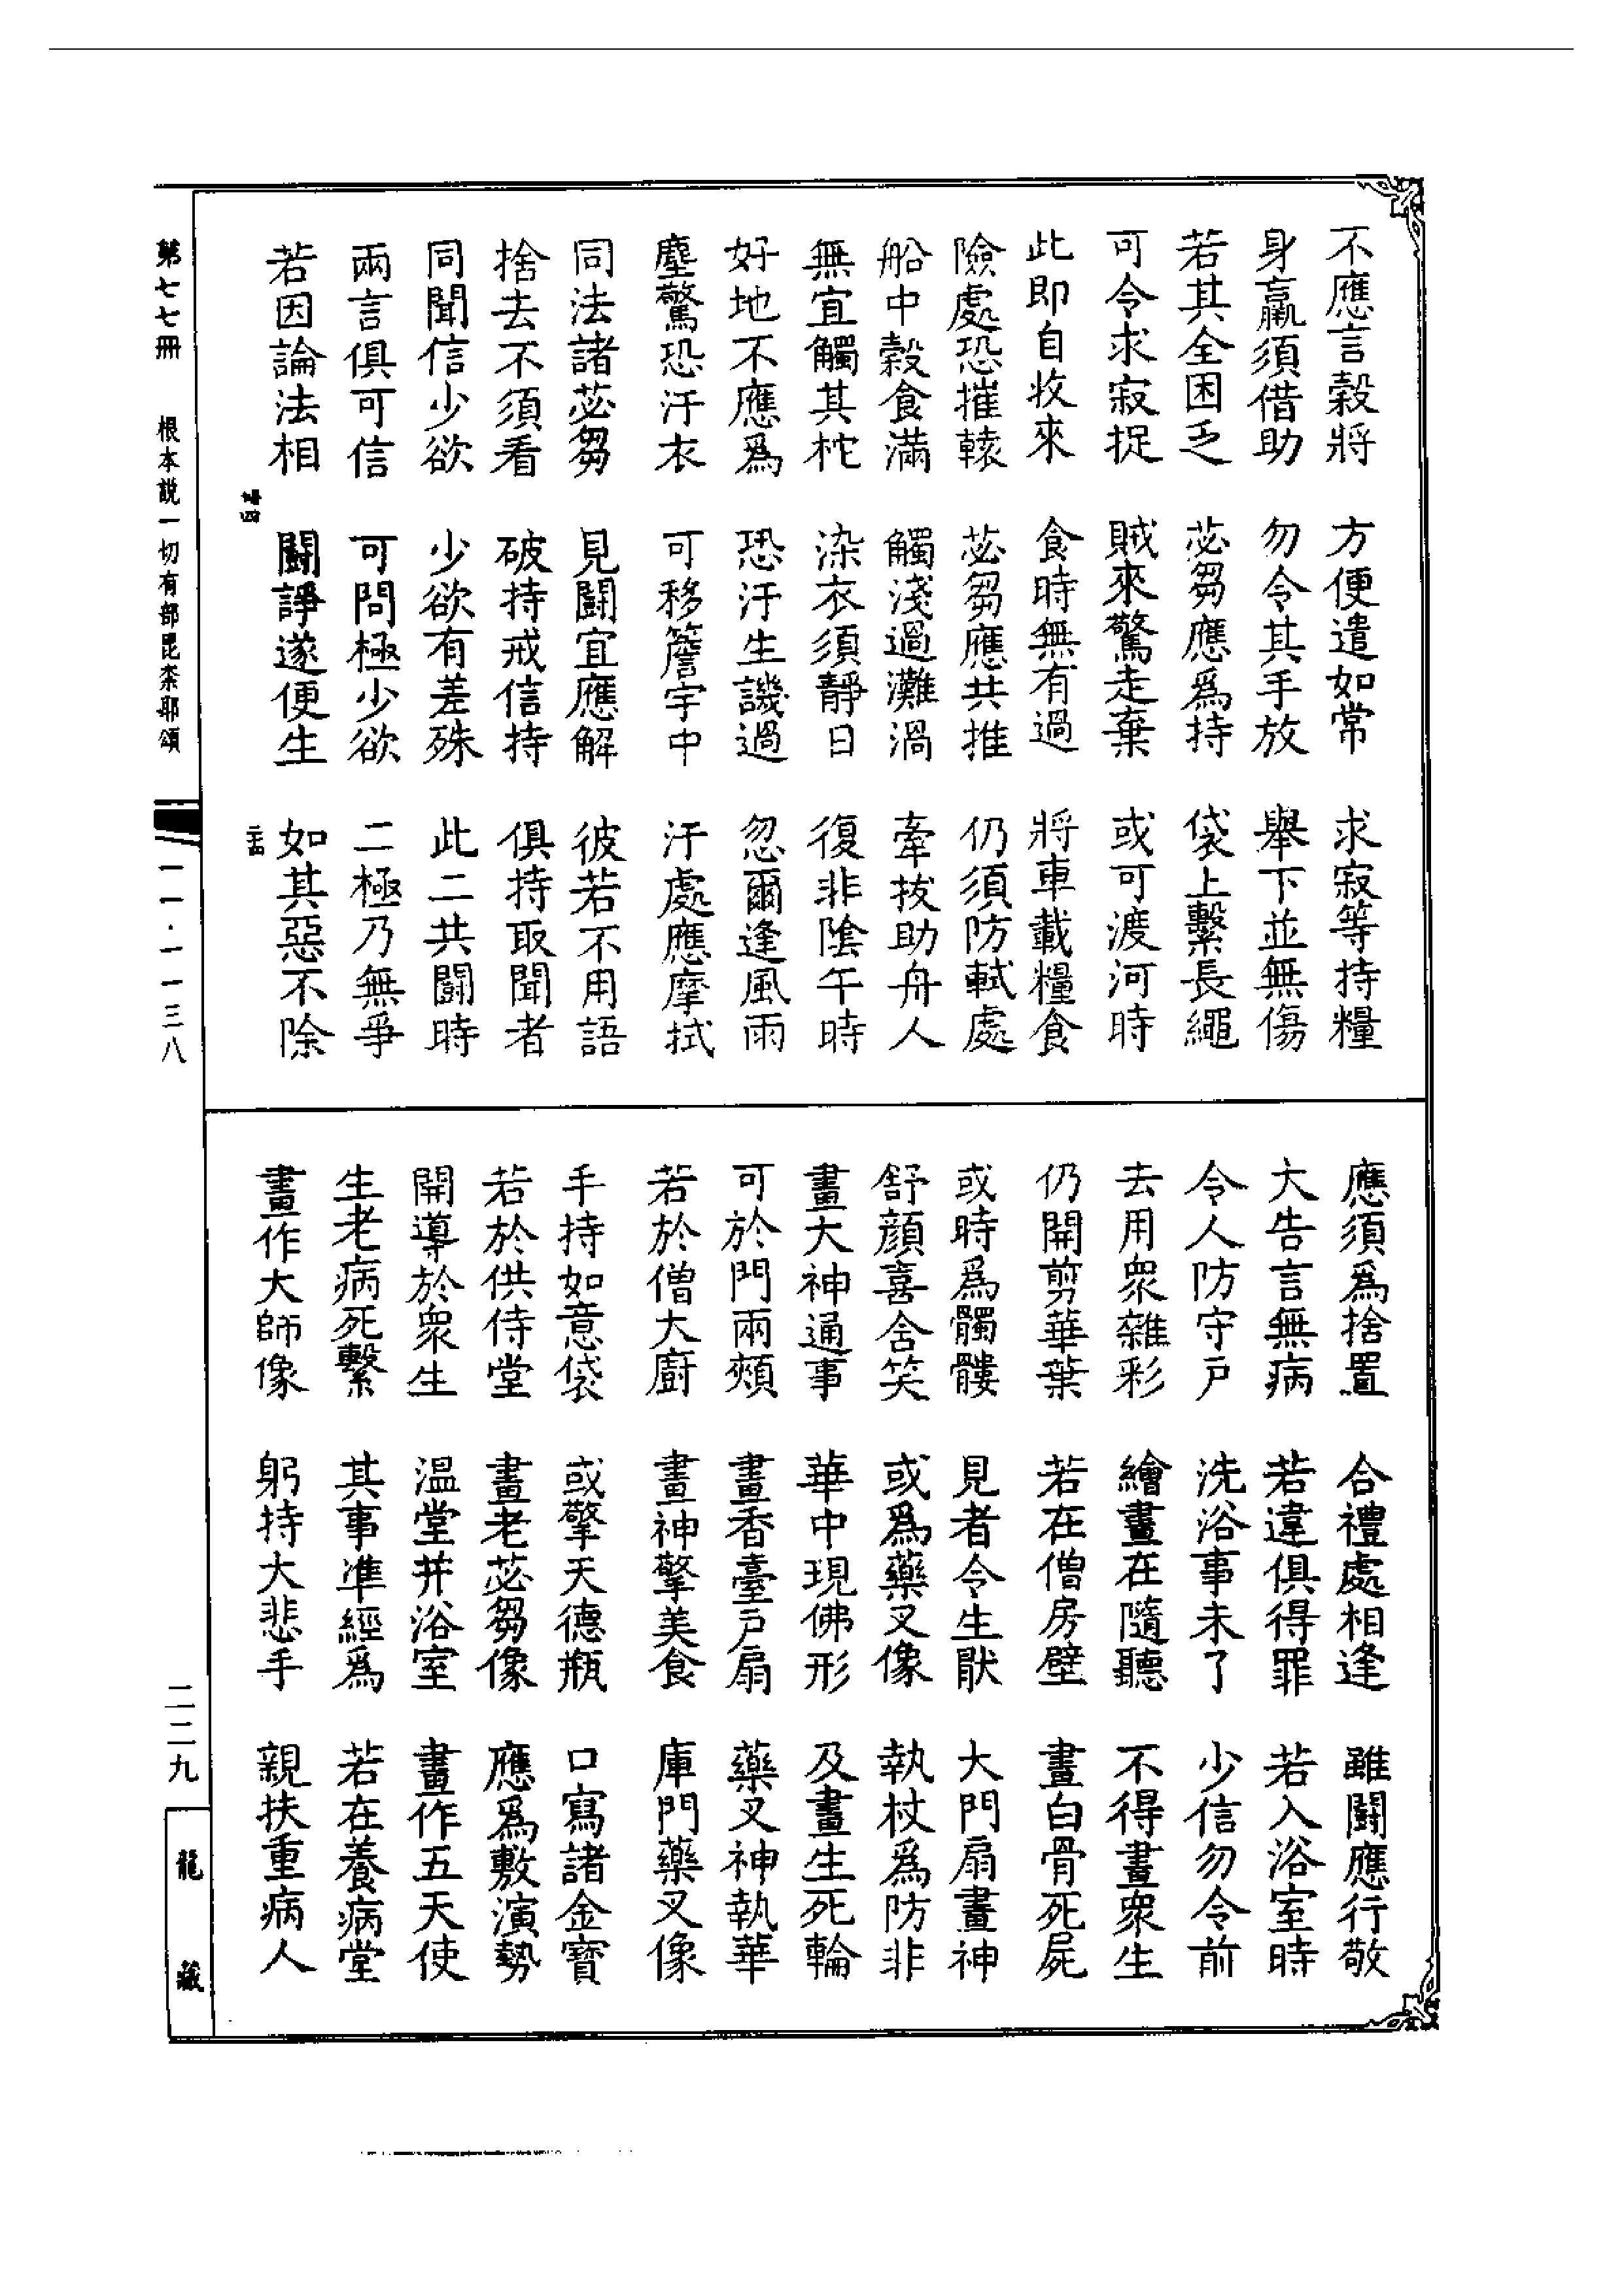 不應言穀將　方便遣如常　求寂等持糧
身羸須借助　勿令其手放　舉下並無傷
若其全困乏　苾芻應爲持　袋上繫長繩
可令求寂捉　賊來驚走棄　或可渡河時
此即自收來　食時無有過　將車載糧食
險處恐摧轅　苾芻應共推　仍須防軾處
船中穀食滿　觸淺過灘渦　牽拔助舟人
無宜觸其柁　染衣須靜日　復非陰午時
好地不應爲　恐汙生譏過　忽爾逢風雨
塵驚恐汙衣　可移簷宇中　汙處應摩拭
同法諸苾芻　見鬬宜應解　彼若不用語
捨去不須看　破持戒信持　俱持取聞者
同聞信少欲　少欲有差殊　此二共鬬時
兩言俱可信　可問極少欲　二極乃無爭
若因論法相　鬬諍遂便生　如其惡不除
應須爲捨置　合禮處相逢　雖鬬應行敬
大告言無病　若違俱得罪　若入浴室時
令人防守戶　洗浴事未了　少信勿令前
去用衆雜彩　繪畫在隨聽　不得畫衆生
仍開剪華葉　若在僧房壁　畫白骨死屍
或時爲髑髏　見者令生猒　大門扇畫神
舒顏喜含笑　或爲藥叉像　執杖爲防非
畫大神通事　華中現佛形　及畫生死輪
可於門兩頰　畫香臺戶扇　藥叉神執華
若於僧大廚　畫神擎美食　庫門藥叉像
手持如意袋　或擎天德瓶　口寫諸金寶
若於供侍堂　畫老苾芻像　應爲敷演勢
開導於衆生　溫堂并浴室　畫作五天使
生老病死繫　其事準經爲　若在養病堂
畫作大師像　躬持大悲手　親扶重病人
第七七冊　根本說一切有部毘柰耶頌　一一·一一三八　二二九
龍藏